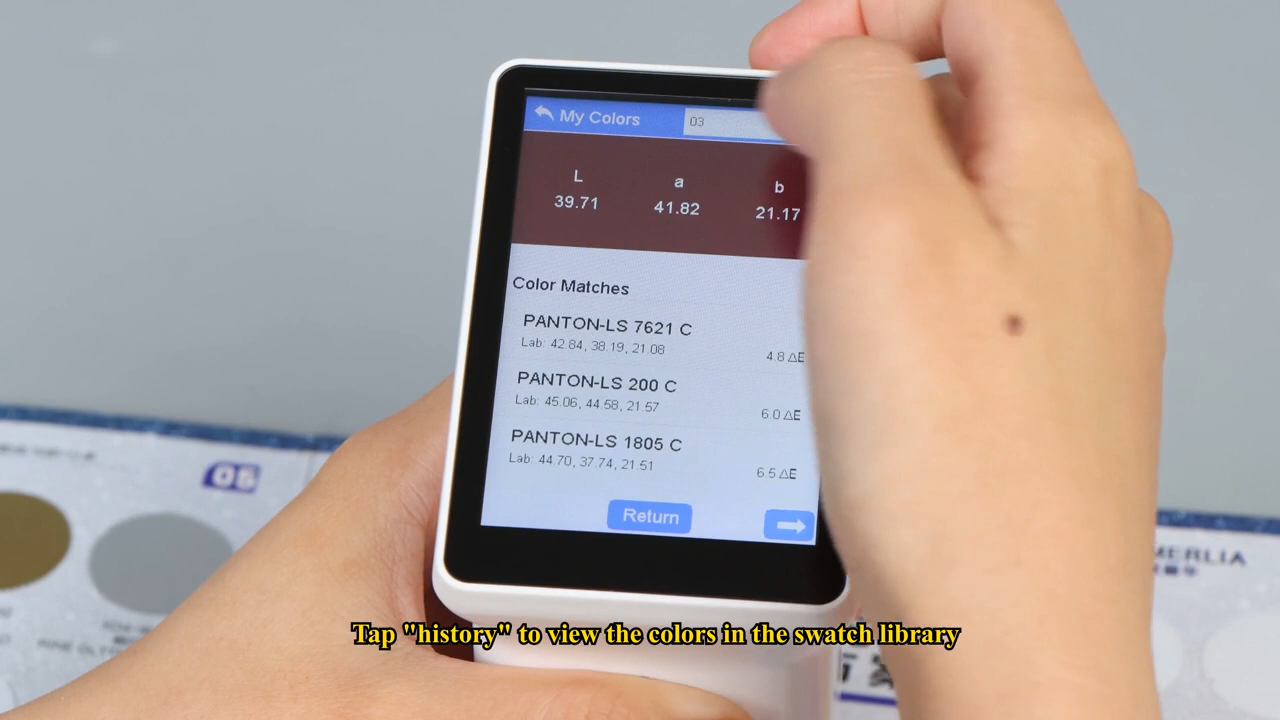 My Colors
03
L
a
b
39.71
41.82
21.17
Color Matches
PANTON-LS 7621 C
Lab: 42.84, 38.19, 21.08
4.8 ΔE
PANTON-LS 200 C
Lab: 45.06, 44.58, 21.57
6.0 ΔE
PANTON-LS 1805 C
Lab: 44.70, 37.74, 21.51
6.5 ΔE
Return
05
MERLIA
Tap "history" to view the colors in the swatch library